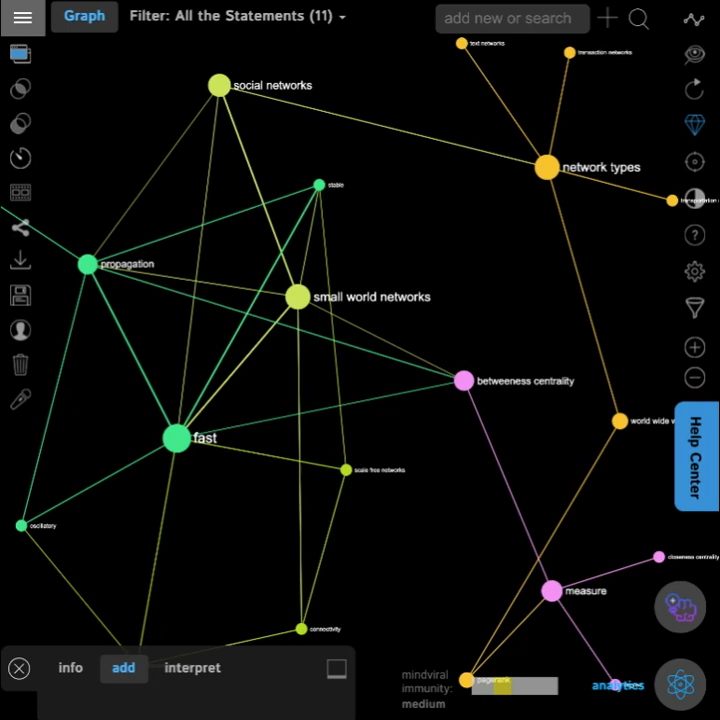 Graph
Filter: All the Statements (11)
add new or search
text networks
transaction networks
social networks
network types
stable
propagation
small world networks
betweeness centrality
world wide
fast
Help Center
scale free networks
oscillatory
closeness centrality
measure
connectivity
info
add
interpret
mindviral
immunity:
medium
pagerank
analytics